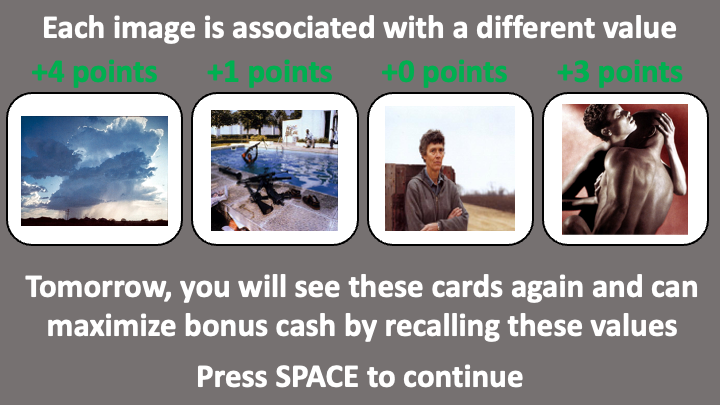 Each image is associated with a different value
+4 points +1 points +0 points +3 points
Tomorrow, you will see these cards again and can
maximize bonus cash by recalling these values
Press SPACE to continue